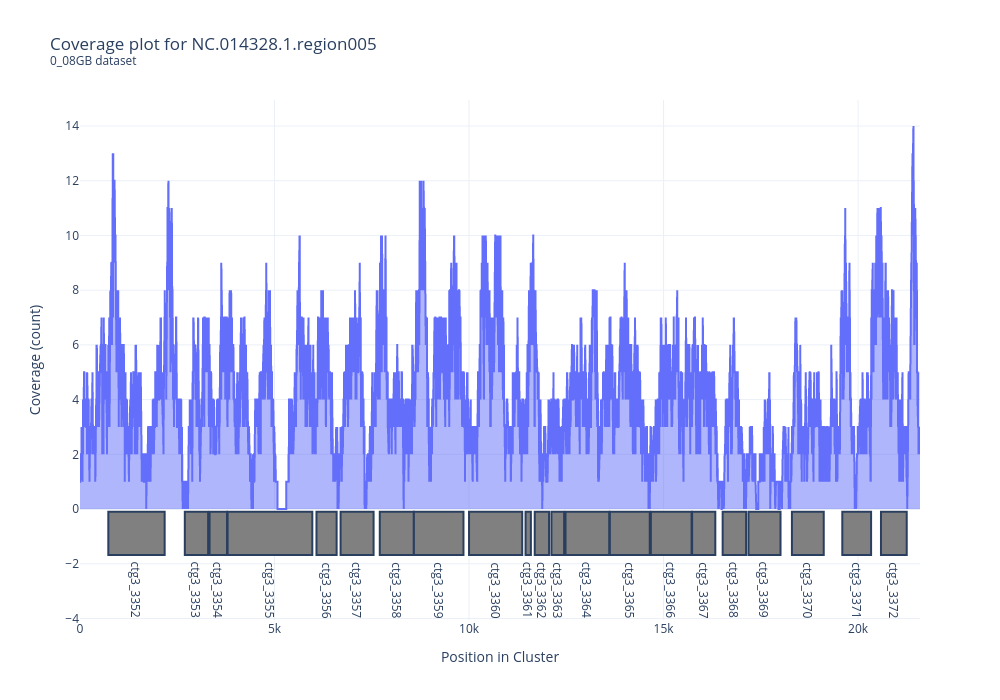 Coverage plot for NC.014328.1.region005
0_08GB dataset
14
12
10
8
6
4
2
0
−2
−4
Coverage (count)
ctg3_3352
ctg3_3353
ctg3_3354
ctg3_3355
ctg3_3356
ctg3_3357
ctg3_3358
ctg3_3359
ctg3_3360
ctg3_3361
ctg3_3362
ctg3_3363
ctg3_3364
ctg3_3365
ctg3_3366
ctg3_3367
ctg3_3368
ctg3_3369
ctg3_3370
ctg3_3371
ctg3_3372
0 5k 10k 15k 20k
Position in Cluster